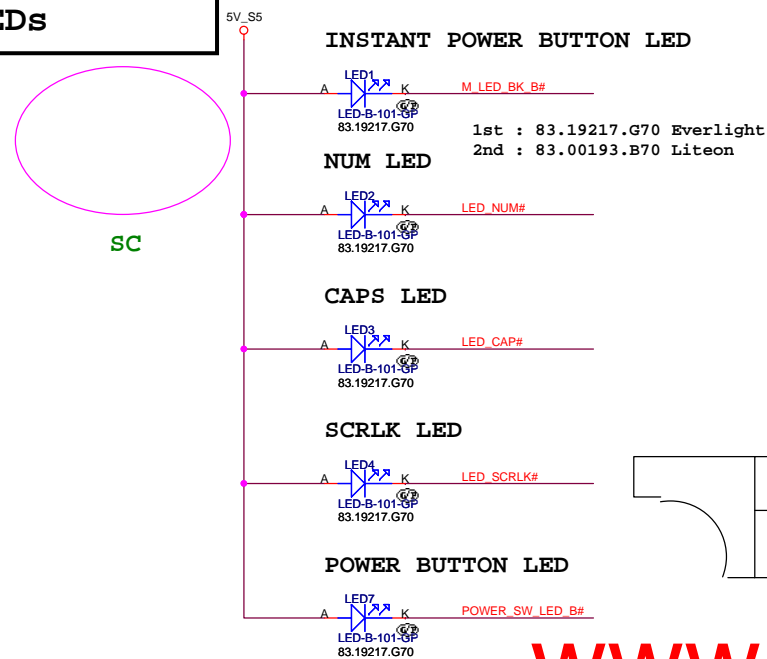 EDs
5V_S5
INSTANT POWER BUTTON LED
LED1
A K M_LED_BK_B#
G/P
LED-B-101-GP
83.19217.G70
1st : 83.19217.G70 Everlight
2nd : 83.00193.B70 Liteon
NUM LED
LED2
A K LED_NUM#
G/P
LED-B-101-GP
83.19217.G70
SC
CAPS LED
LED3
A K LED_CAP#
G/P
LED-B-101-GP
83.19217.G70
SCRLK LED
LED4
A K LED_SCRLK#
G/P
LED-B-101-GP
83.19217.G70
POWER BUTTON LED
LED7
A K POWER_SW_LED_B#
G/P
LED-B-101-GP
83.19217.G70
www